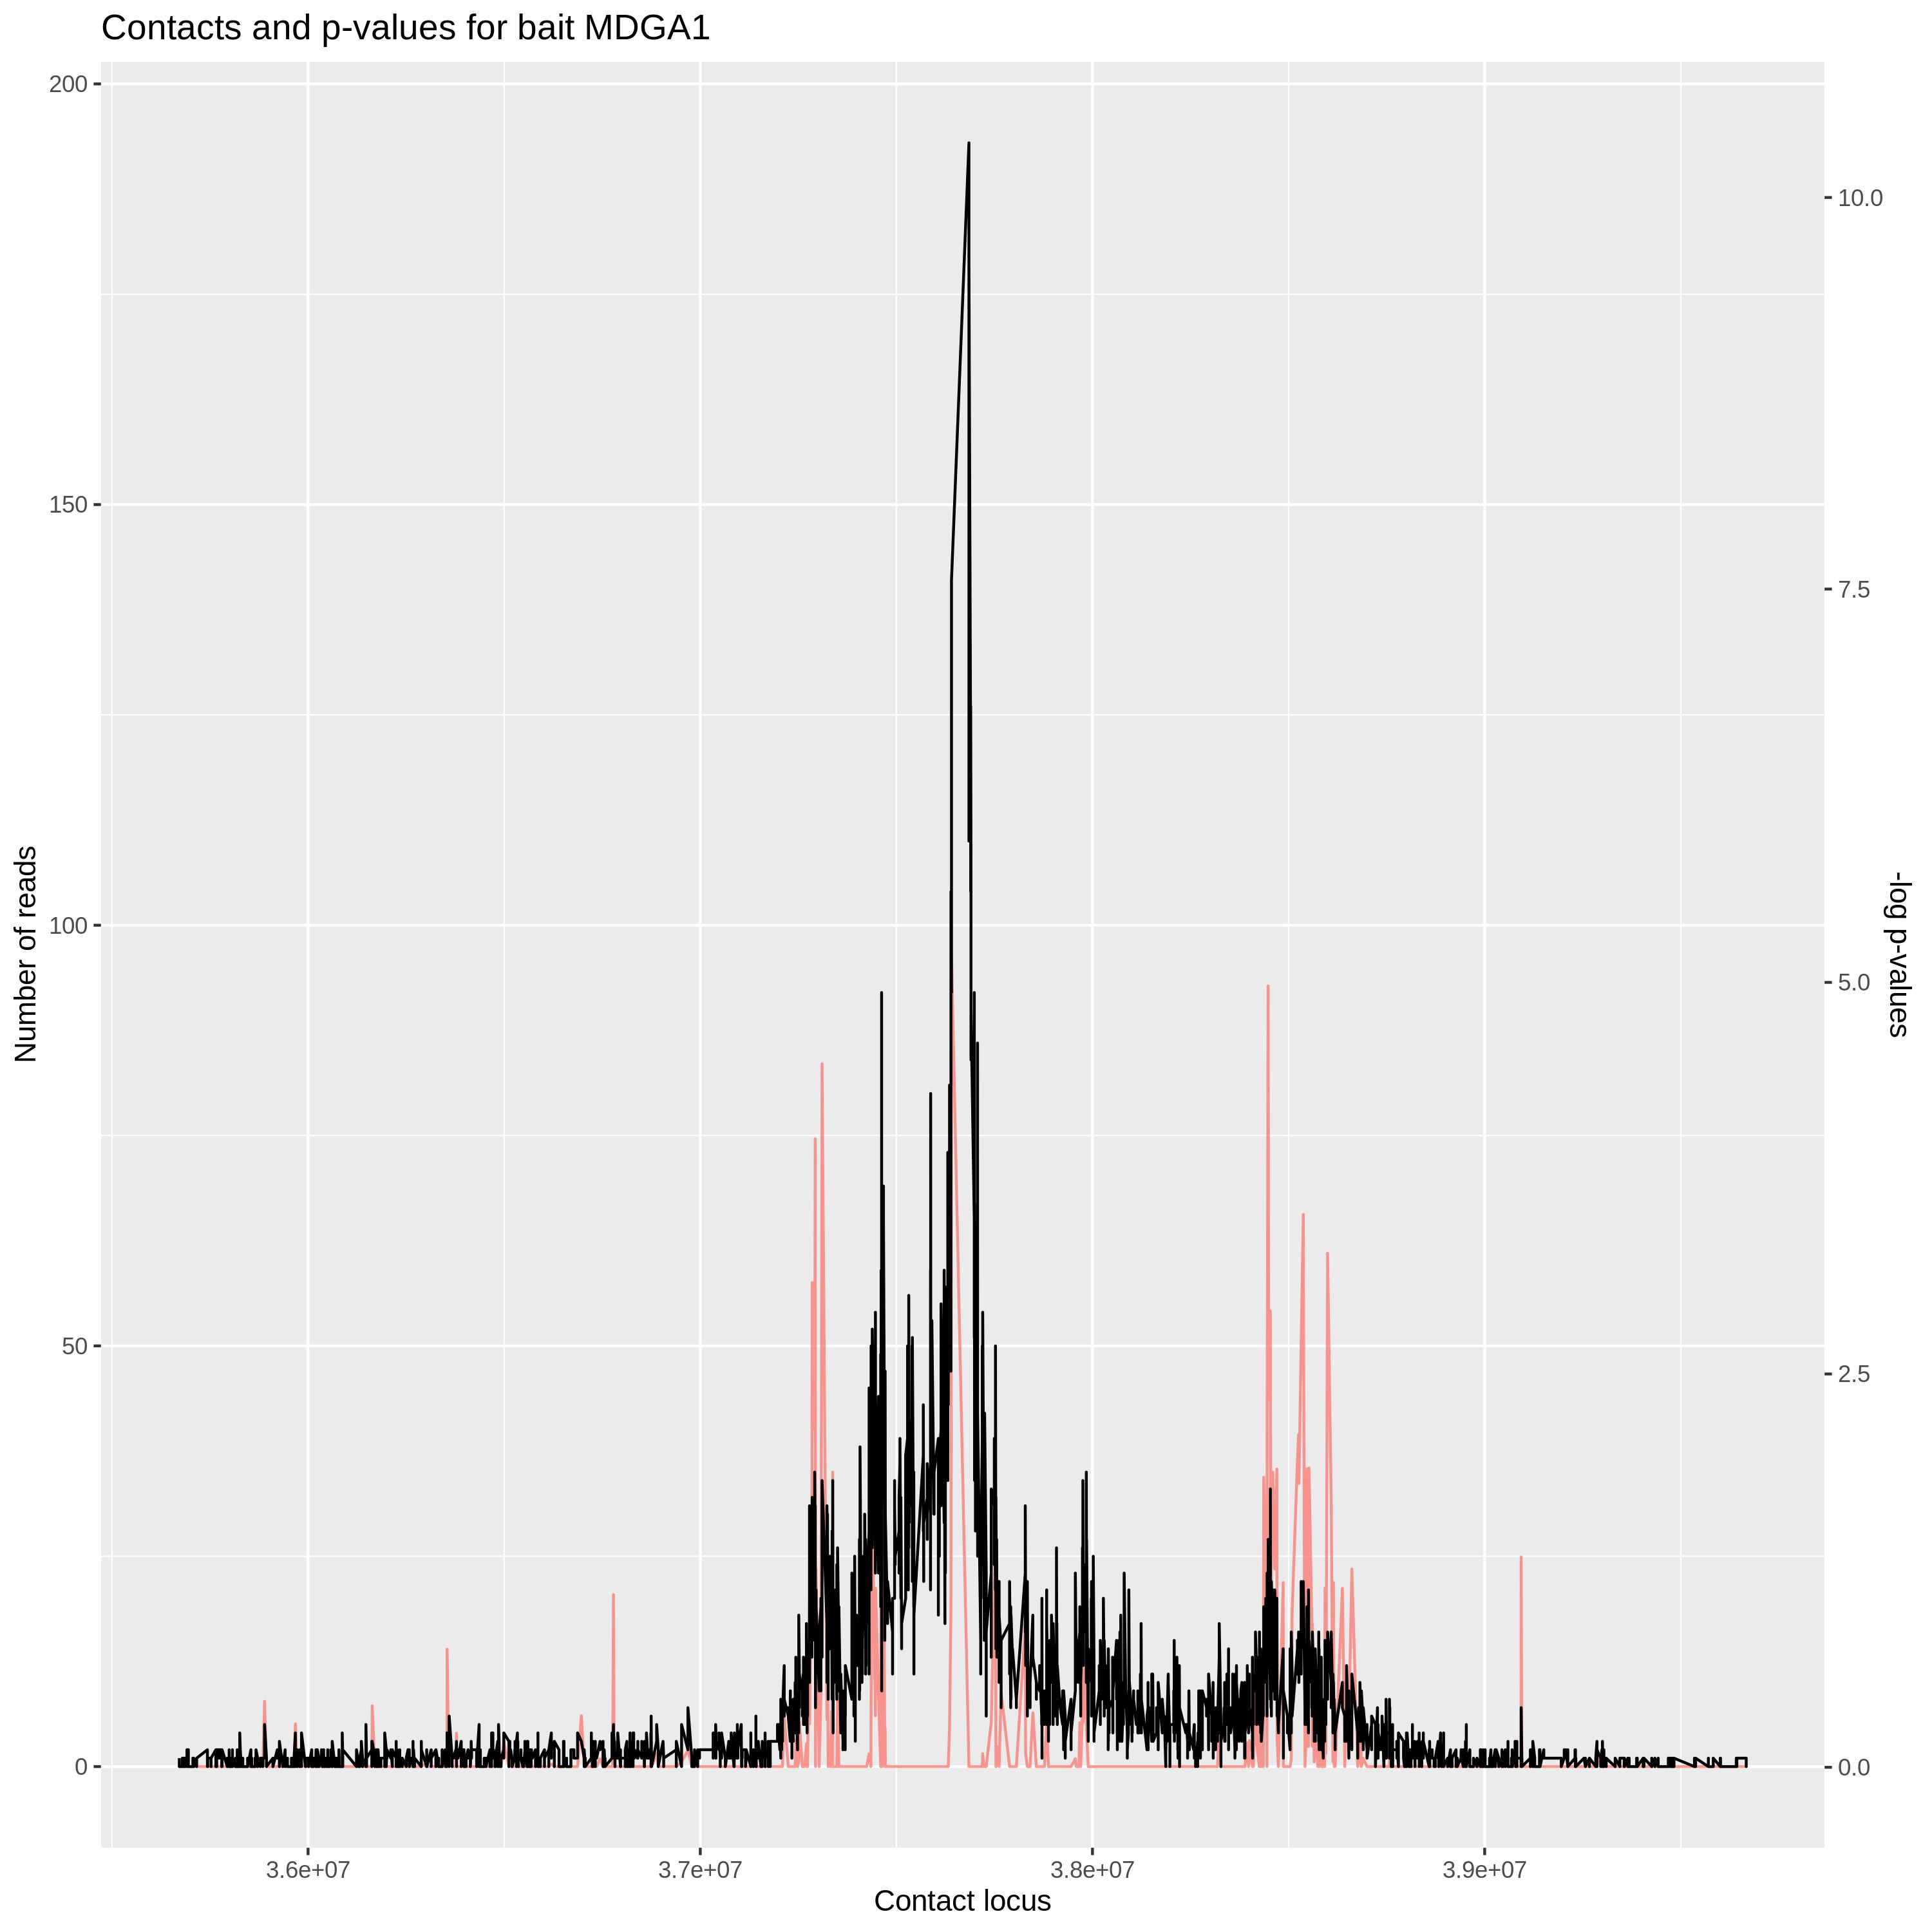 Contacts and p-values for bait MDGA1
200
150
100
50
0
Number of reads
10.0
7.5
5.0
2.5
0.0
-log p-values
3.6e+07
3.7e+07
3.8e+07
3.9e+07
Contact locus